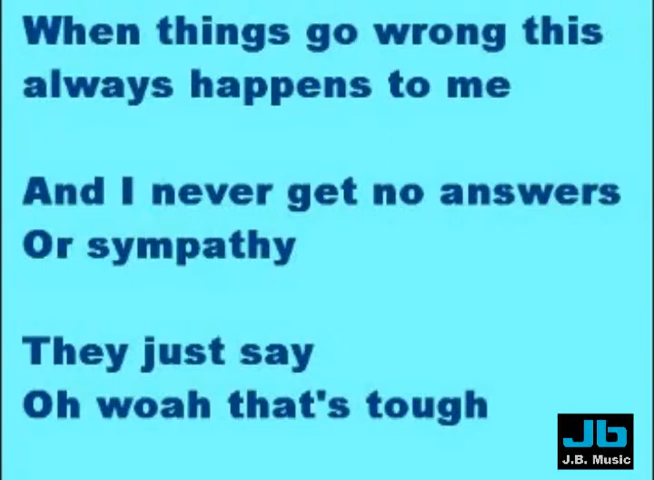 When things go wrong this
always happens to me
And I never get no answers
Or sympathy
They just say
Oh woah that's tough
Jb
J.B. Music